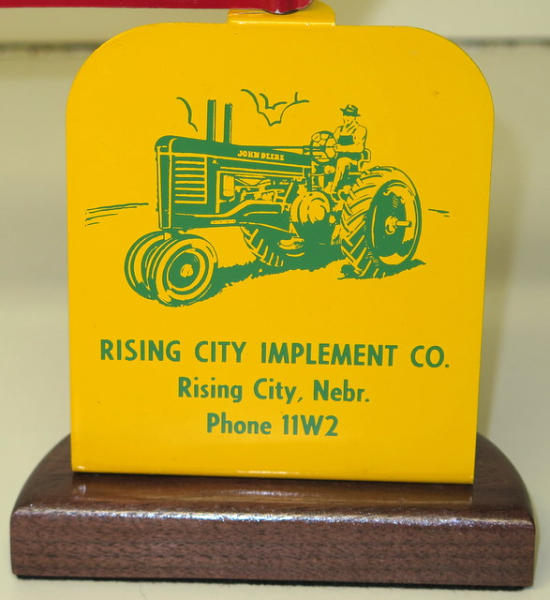 JOHN DEERE
RISING CITY IMPLEMENT CO.
Rising City, Nebr.
Phone 11W2